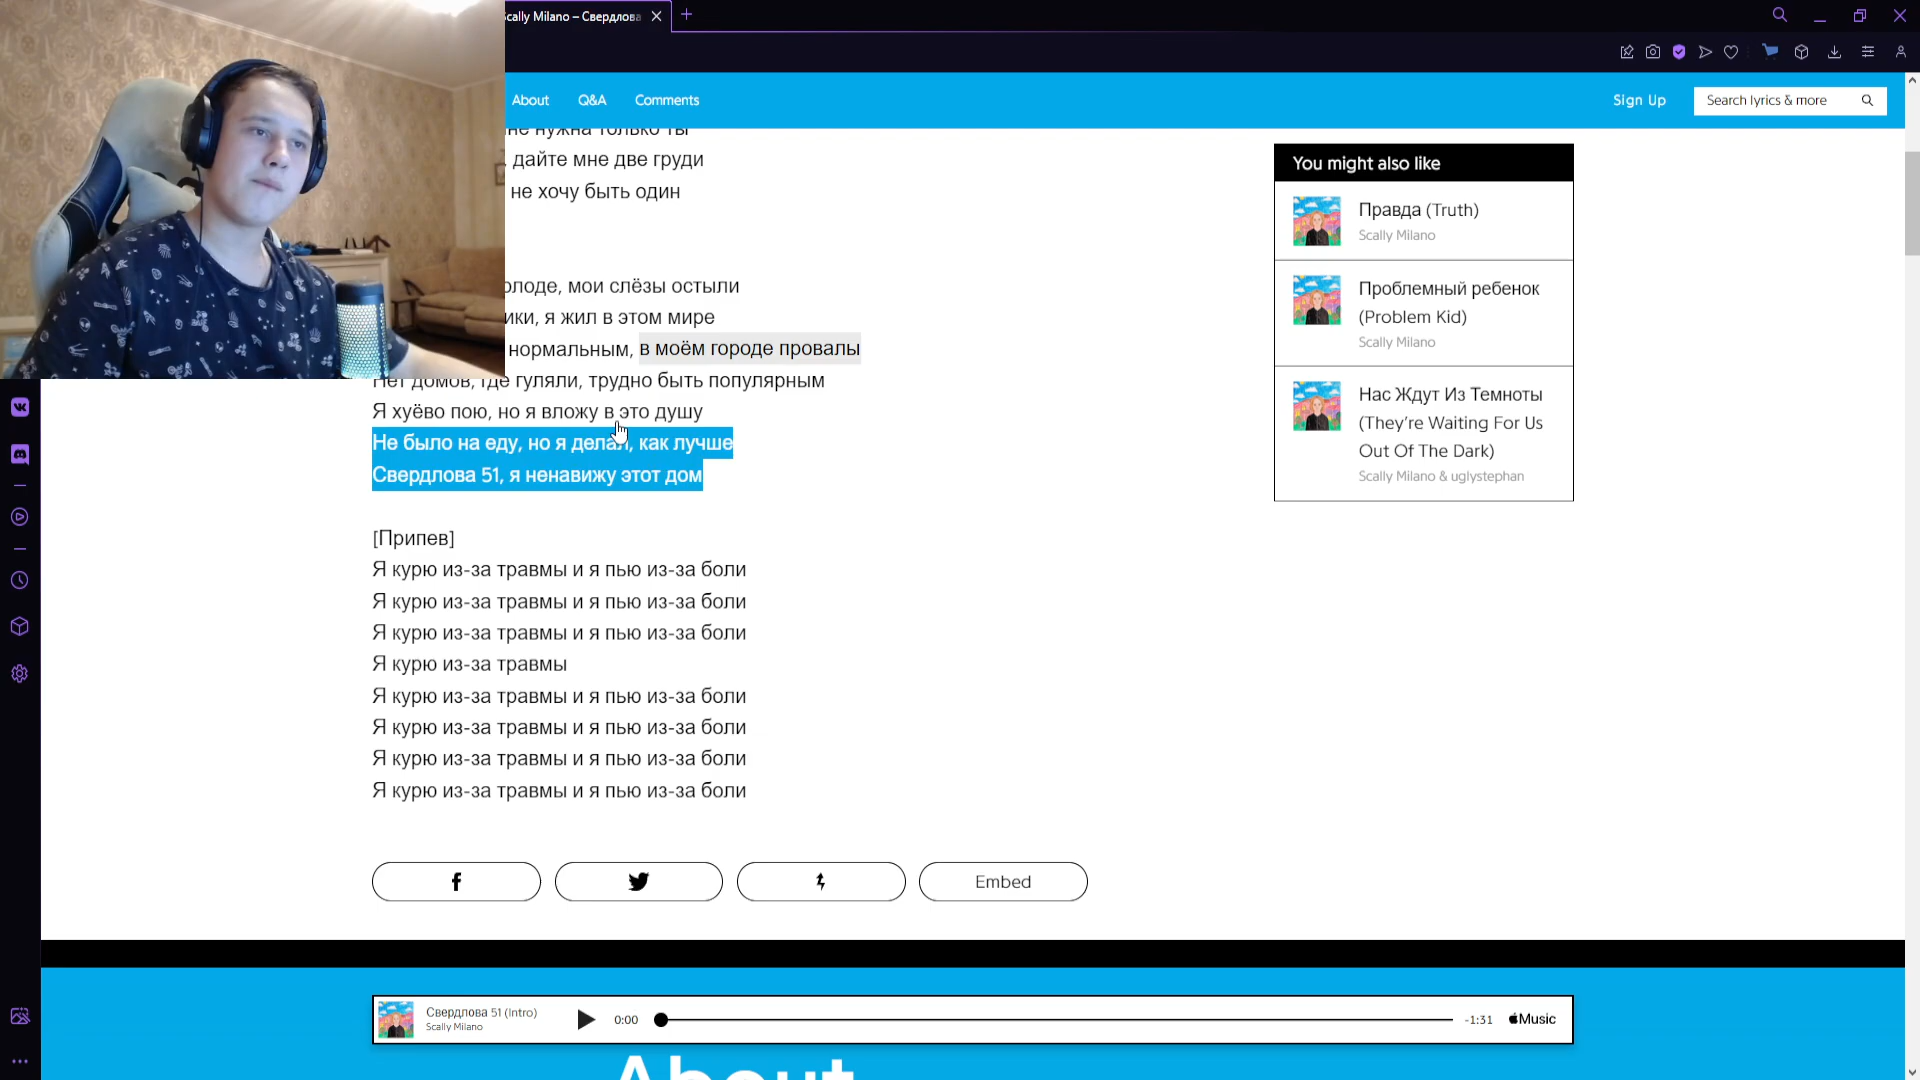 Scally Milano – Свердлова
About Q&A Comments Sign Up Search lyrics & more
не нужна только ты
, дайте мне две груди
не хочу быть один
олоде, мои слёзы остыли
ики, я жил в этом мире
нормальным, в моём городе провалы
Нет домов, где гуляли, трудно быть популярным
Я хуёво пою, но я вложу в это душу
Не было на еду, но я делал, как лучше
Свердлова 51, я ненавижу этот дом
[Припев]
Я курю из-за травмы и я пью из-за боли
Я курю из-за травмы и я пью из-за боли
Я курю из-за травмы и я пью из-за боли
Я курю из-за травмы
Я курю из-за травмы и я пью из-за боли
Я курю из-за травмы и я пью из-за боли
Я курю из-за травмы и я пью из-за боли
Я курю из-за травмы и я пью из-за боли
Embed
You might also like
Правда (Truth)
Scally Milano
Проблемный ребенок
(Problem Kid)
Scally Milano
Нас Ждут Из Темноты
(They're Waiting For Us
Out Of The Dark)
Scally Milano & uglystephan
Свердлова 51 (Intro)
Scally Milano
0:00
-1:31
Music
About